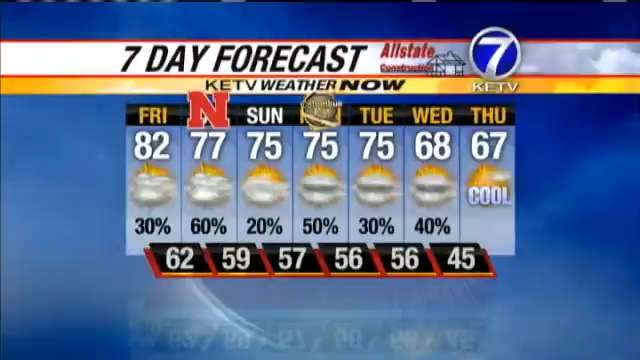 7 DAY FORECAST
Allstate
Construction
7
KETV
KETV WEATHER NOW
FRI N SUN TUE WED THU
82 77 75 75 75 68 67
COOL
30% 60% 20% 50% 30% 40%
62 59 57 56 56 45